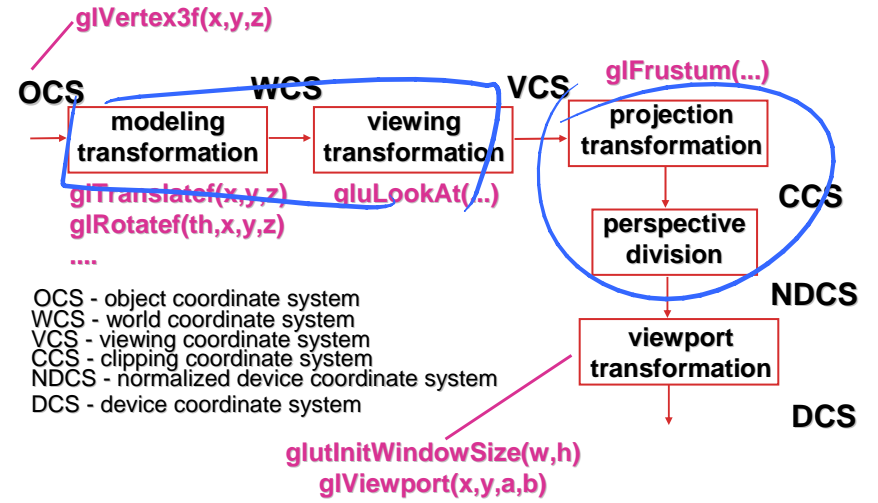 glVertex3f(x,y,z)
OCS
WCS
VCS
glFrustum(...)
modeling
transformation
viewing
transformation
projection
transformation
glTranslatef(x,y,z)
glRotatef(th,x,y,z)
....
gluLookAt(...)
CCS
perspective
division
NDCS
OCS - object coordinate system
WCS - world coordinate system
VCS - viewing coordinate system
CCS - clipping coordinate system
NDCS - normalized device coordinate system
DCS - device coordinate system
viewport
transformation
DCS
glutInitWindowSize(w,h)
glViewport(x,y,a,b)